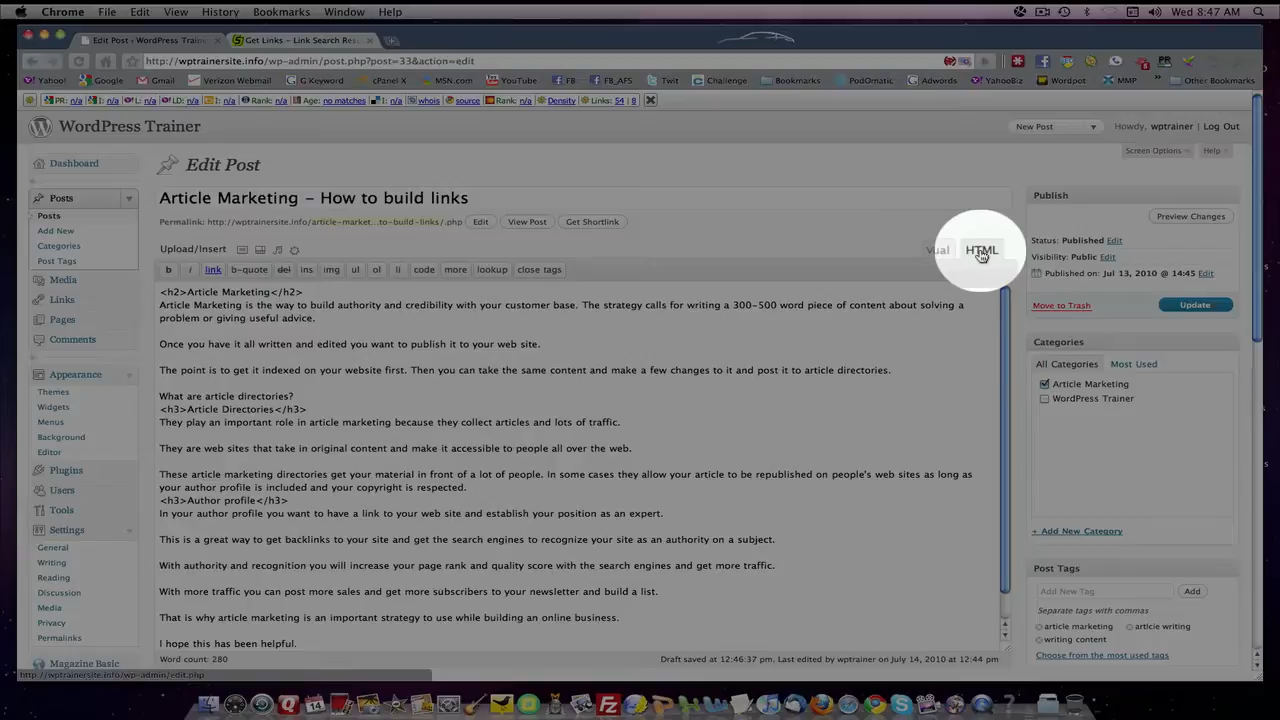 Chrome File Edit View History Bookmarks Window Help Wed 8:47 AM
Edit Post ‹ WordPress Trainer Get Links – Link Search Res
http://wptrainersite.info/wp-admin/post.php?post=33&action=edit
Yahoo! Google Gmail Verizon Webmail G Keyword cPanel X MSN.com YouTube FB FB_AFS Twit Challenge Bookmarks PodOmatic Adwords YahooBiz Wordpot MMP Other Bookmarks
PR: n/a I: n/a L: n/a LD: n/a I: n/a Rank: n/a Age: no matches I: n/a whois source Rank: n/a Density Links: 54 | 8
WordPress Trainer New Post Howdy, wptrainer | Log Out
Screen Options Help
Edit Post
Dashboard
Posts
Posts
Add New
Categories
Post Tags
Media
Links
Pages
Comments
Appearance
Themes
Widgets
Menus
Background
Editor
Plugins
Users
Tools
Settings
General
Writing
Reading
Discussion
Media
Privacy
Permalinks
Magazine Basic
Article Marketing – How to build links
Permalink: http://wptrainersite.info/article-market...to-build-links/.php Edit View Post Get Shortlink
Upload/Insert HTML
b i link b-quote del ins img ul ol li code more lookup close tags
<h2>Article Marketing</h2>
Article Marketing is the way to build authority and credibility with your customer base. The strategy calls for writing a 300-500 word piece of content about solving a
problem or giving useful advice.
Once you have it all written and edited you want to publish it to your web site.
The point is to get it indexed on your website first. Then you can take the same content and make a few changes to it and post it to article directories.
What are article directories?
<h3>Article Directories</h3>
They play an important role in article marketing because they collect articles and lots of traffic.
They are web sites that take in original content and make it accessible to people all over the web.
These article marketing directories get your material in front of a lot of people. In some cases they allow your article to be republished on people's web sites as long as
your author profile is included and your copyright is respected.
<h3>Author profile</h3>
In your author profile you want to have a link to your web site and establish your position as an expert.
This is a great way to get backlinks to your site and get the search engines to recognize your site as an authority on a subject.
With authority and recognition you will increase your page rank and quality score with the search engines and get more traffic.
With more traffic you can post more sales and get more subscribers to your newsletter and build a list.
That is why article marketing is an important strategy to use while building an online business.
I hope this has been helpful.
Word count: 280 Draft saved at 12:46:37 pm. Last edited by wptrainer on July 14, 2010 at 12:44 pm
Publish
Preview Changes
Status: Published Edit
Visibility: Public Edit
Published on: Jul 13, 2010 @ 14:45 Edit
Move to Trash Update
Categories
All Categories Most Used
Article Marketing
WordPress Trainer
+ Add New Category
Post Tags
Add New Tag Add
Separate tags with commas
article marketing articlie writing
writing content
Choose from the most used tags
http://wptrainersite.info/wp-admin/edit.php